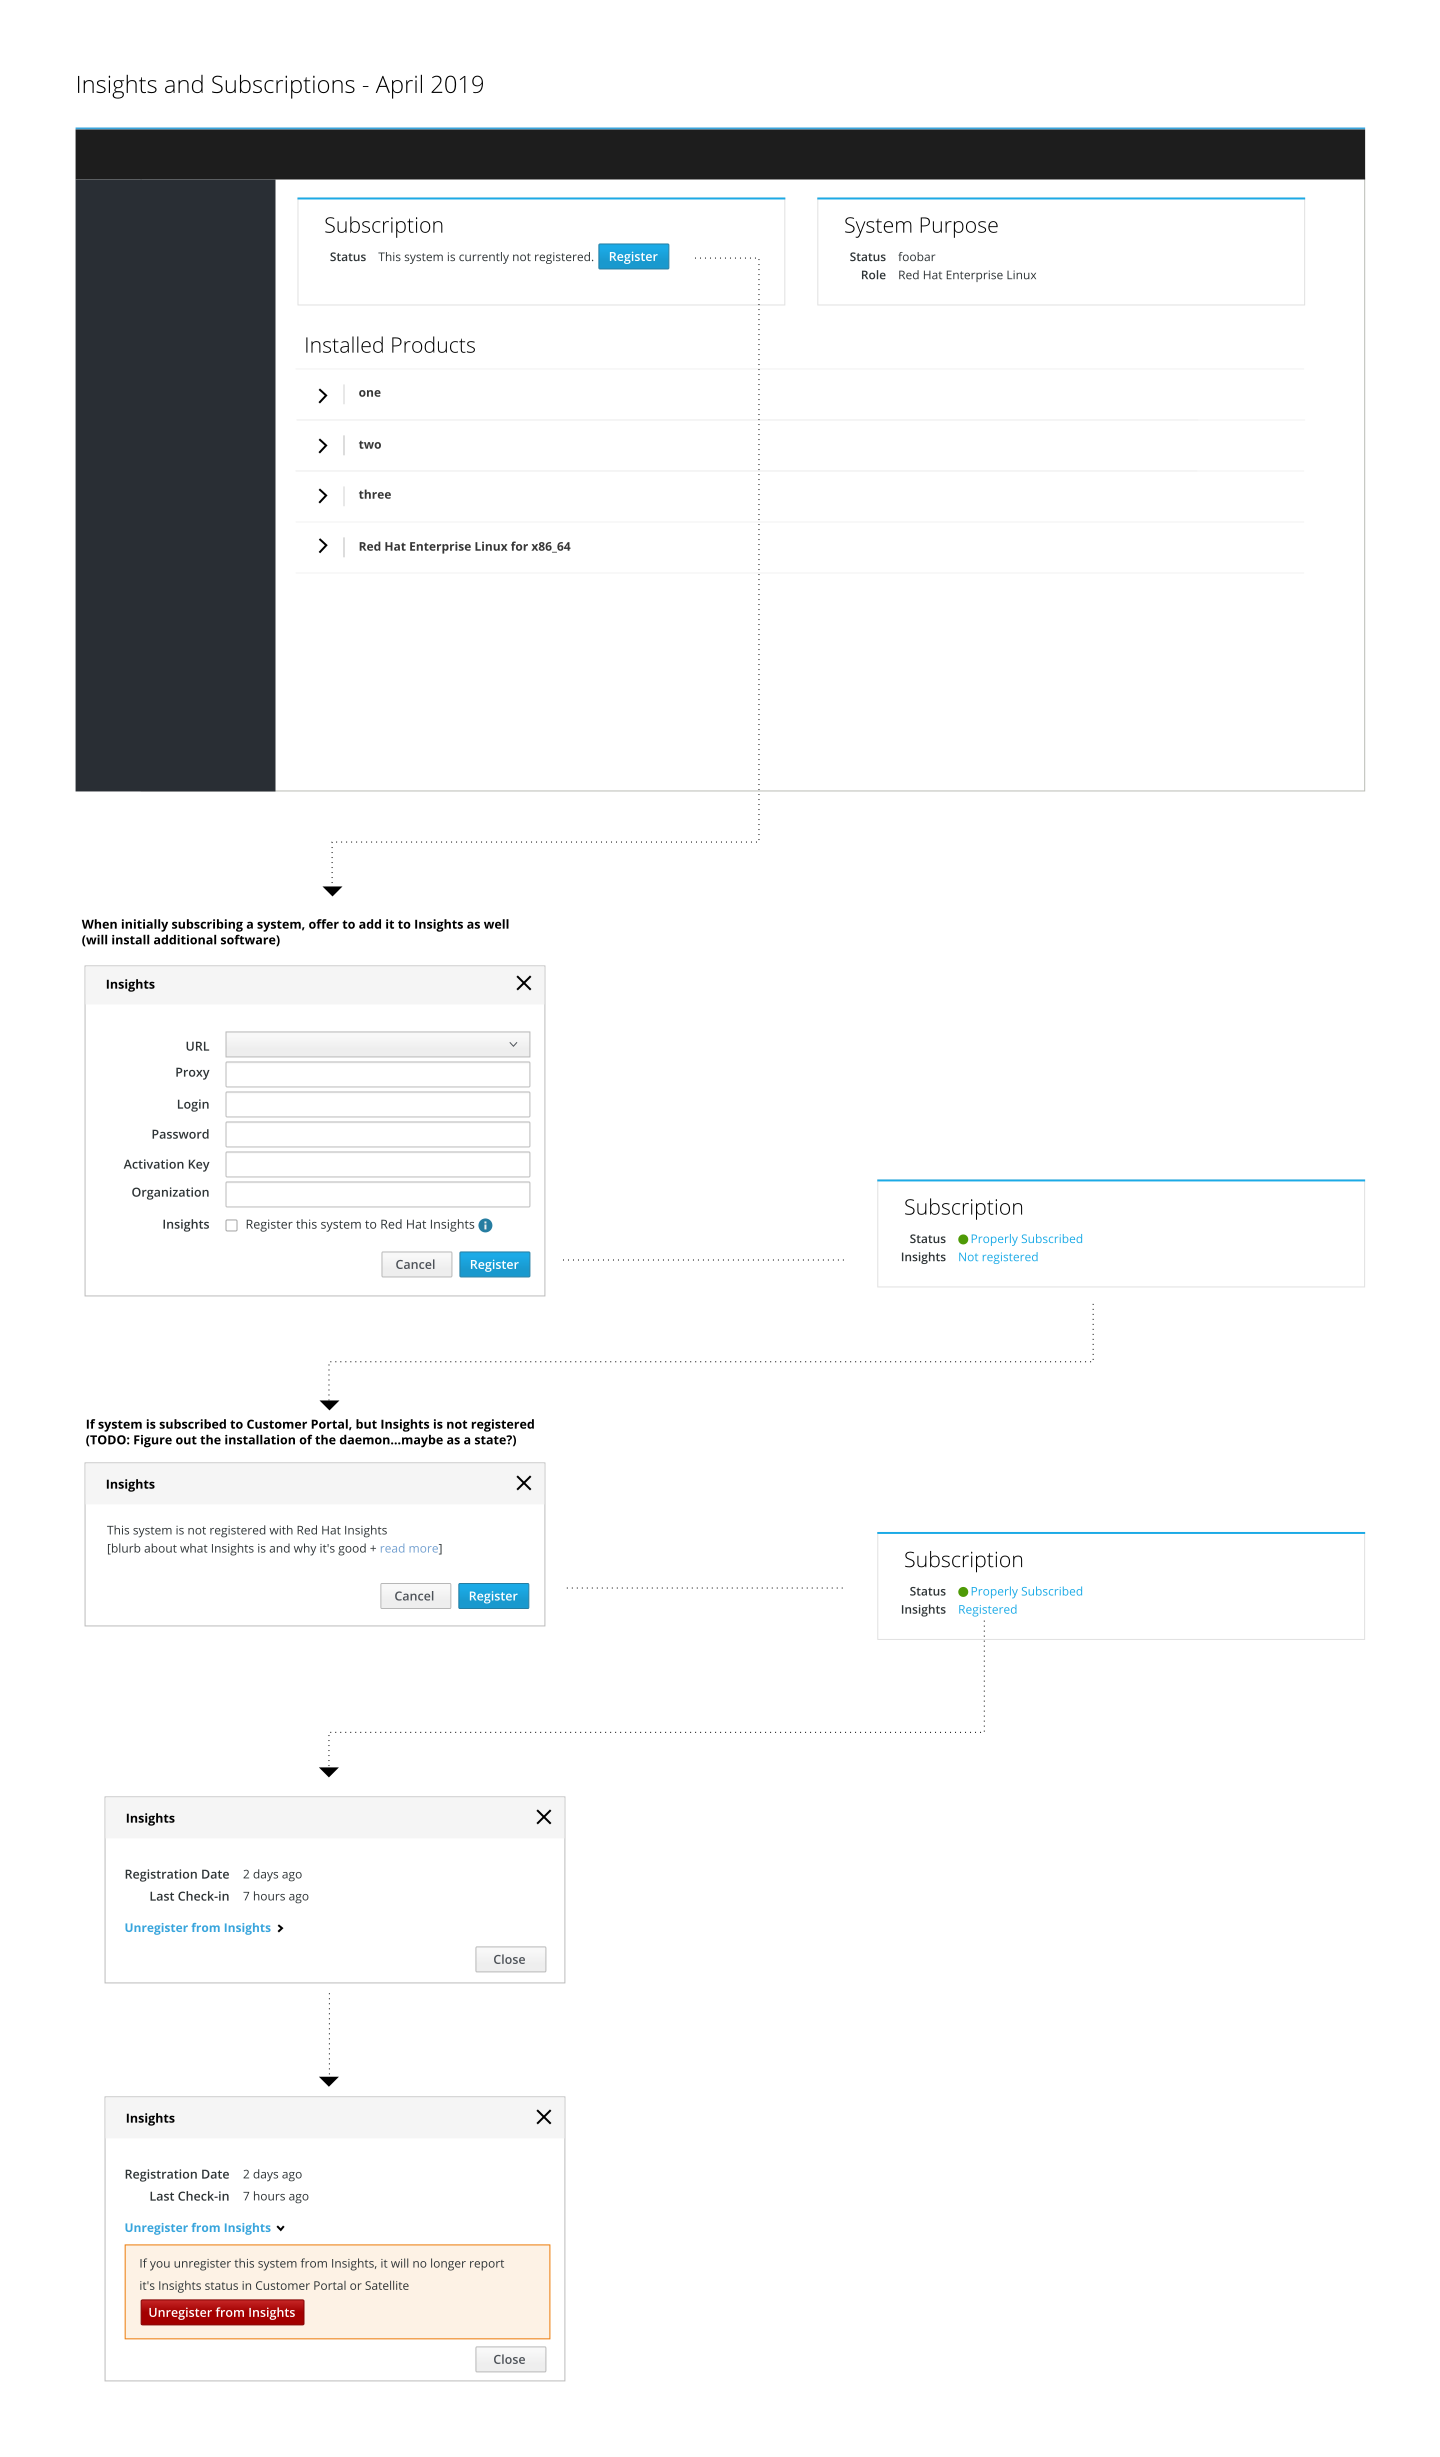 Insights and Subscriptions - April 2019
Subscription
Status This system is currently not registered. Register
System Purpose
Status foobar
Role Red Hat Enterprise Linux
Installed Products
one
two
three
Red Hat Enterprise Linux for x86_64
When initially subscribing a system, offer to add it to Insights as well
(will install additional software)
Insights
URL
Proxy
Login
Password
Activation Key
Organization
Insights Register this system to Red Hat Insights
Cancel Register
Subscription
Status Properly Subscribed
Insights Not registered
If system is subscribed to Customer Portal, but Insights is not registered
(TODO: Figure out the installation of the daemon...maybe as a state?)
Insights
This system is not registered with Red Hat Insights
[blurb about what Insights is and why it's good + read more]
Cancel Register
Subscription
Status Properly Subscribed
Insights Registered
Insights
Registration Date 2 days ago
Last Check-in 7 hours ago
Unregister from Insights
Close
Insights
Registration Date 2 days ago
Last Check-in 7 hours ago
Unregister from Insights
If you unregister this system from Insights, it will no longer report
it's Insights status in Customer Portal or Satellite
Unregister from Insights
Close